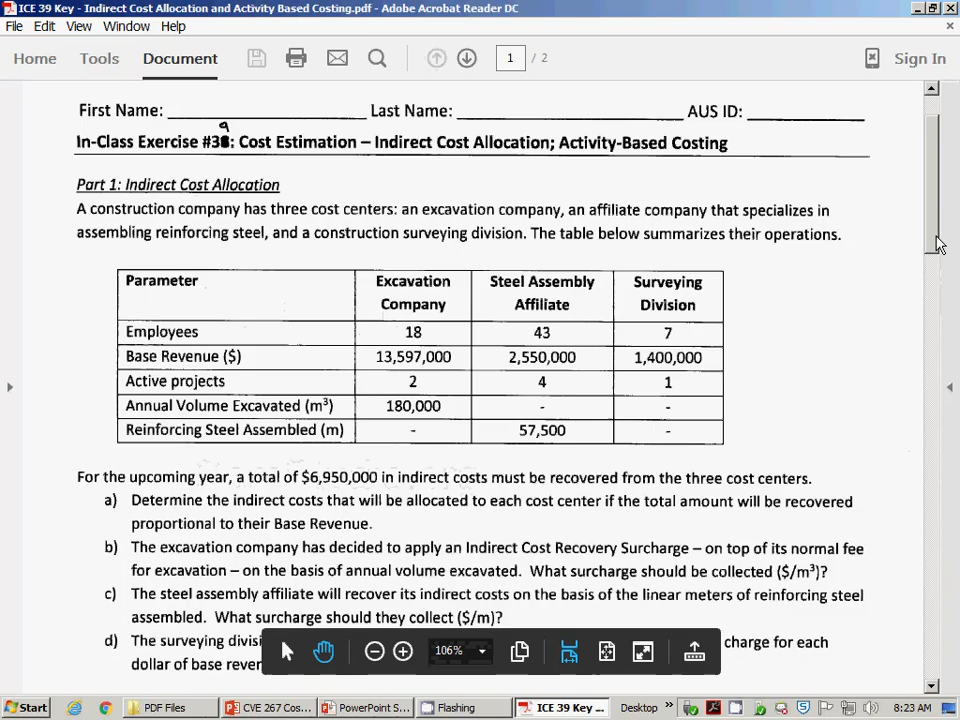 ICE 39 Key - Indirect Cost Allocation and Activity Based Costing.pdf - Adobe Acrobat Reader DC
File Edit View Window Help
Home Tools Document 1 / 2 Sign In
First Name: Last Name: AUS ID:
9
In-Class Exercise #38: Cost Estimation – Indirect Cost Allocation; Activity-Based Costing
Part 1: Indirect Cost Allocation
A construction company has three cost centers: an excavation company, an affiliate company that specializes in
assembling reinforcing steel, and a construction surveying division. The table below summarizes their operations.
Parameter Excavation Company Steel Assembly Affiliate Surveying Division
Employees 18 43 7
Base Revenue ($) 13,597,000 2,550,000 1,400,000
Active projects 2 4 1
Annual Volume Excavated (m³) 180,000 - -
Reinforcing Steel Assembled (m) - 57,500 -
For the upcoming year, a total of $6,950,000 in indirect costs must be recovered from the three cost centers.
a) Determine the indirect costs that will be allocated to each cost center if the total amount will be recovered
proportional to their Base Revenue.
b) The excavation company has decided to apply an Indirect Cost Recovery Surcharge – on top of its normal fee
for excavation – on the basis of annual volume excavated. What surcharge should be collected ($/m³)?
c) The steel assembly affiliate will recover its indirect costs on the basis of the linear meters of reinforcing steel
assembled. What surcharge should they collect ($/m)?
d) The surveying divisi charge for each
dollar of base rever
106%
Start PDF Files CVE 267 Cos... PowerPoint S... Flashing ICE 39 Key ... Desktop » 8:23 AM